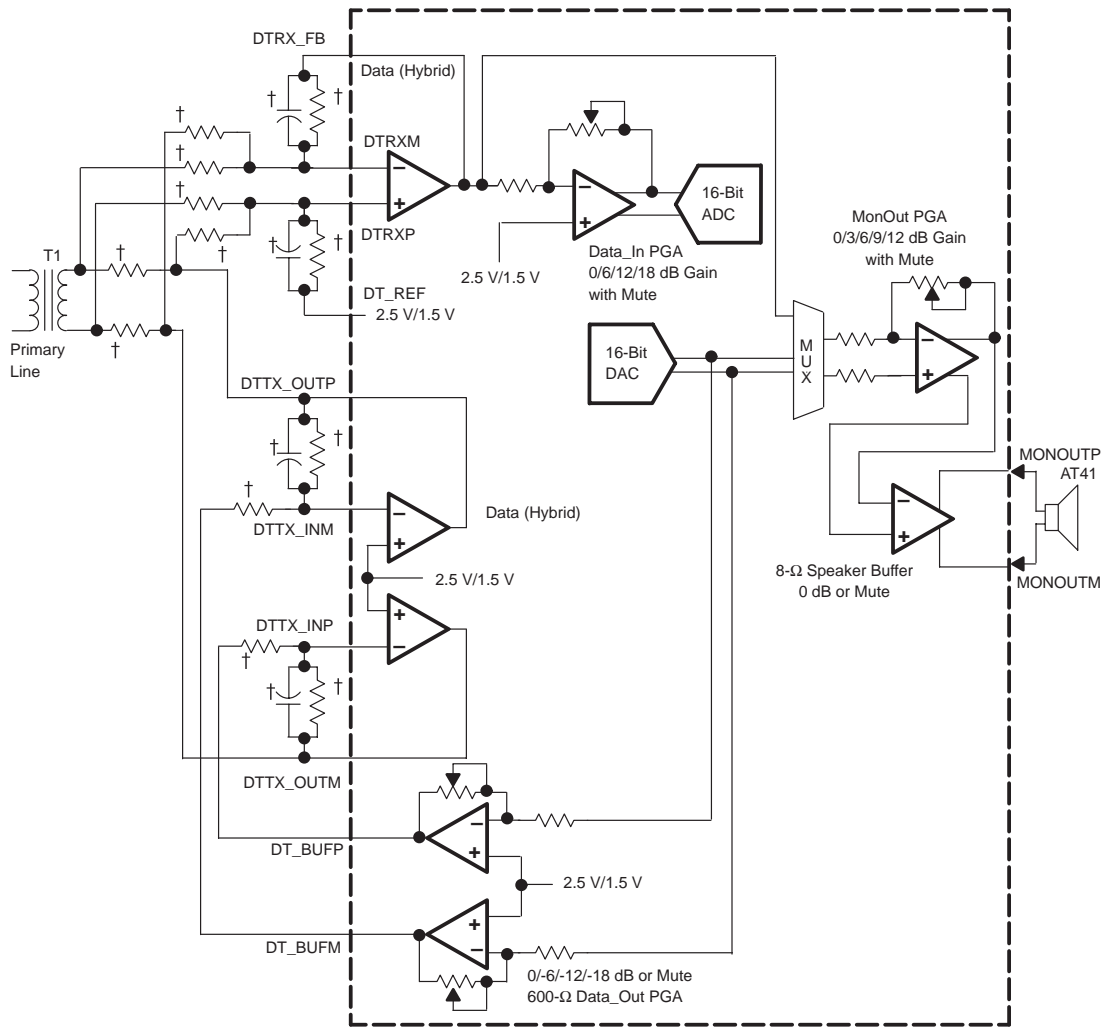 DTRX_FB
Data (Hybrid)
†
†
†
†
DTRXM
†
†
DTRXP
†
†
†
T1
DT_REF
2.5 V/1.5 V
†
Primary
Line
2.5 V/1.5 V
Data_In PGA
0/6/12/18 dB Gain
with Mute
16-Bit
ADC
MonOut PGA
0/3/6/9/12 dB Gain
with Mute
16-Bit
DAC
M
U
X
−
+
−
+
−
+
−
+
DTTX_OUTP
†
†
†
DTTX_INM
−
+
Data (Hybrid)
2.5 V/1.5 V
MONOUTP
AT41
8-Ω Speaker Buffer
0 dB or Mute
MONOUTM
DTTX_INP
+
−
†
†
†
DTTX_OUTM
DT_BUFP
−
+
2.5 V/1.5 V
DT_BUFM
+
−
0/-6/-12/-18 dB or Mute
600-Ω Data_Out PGA